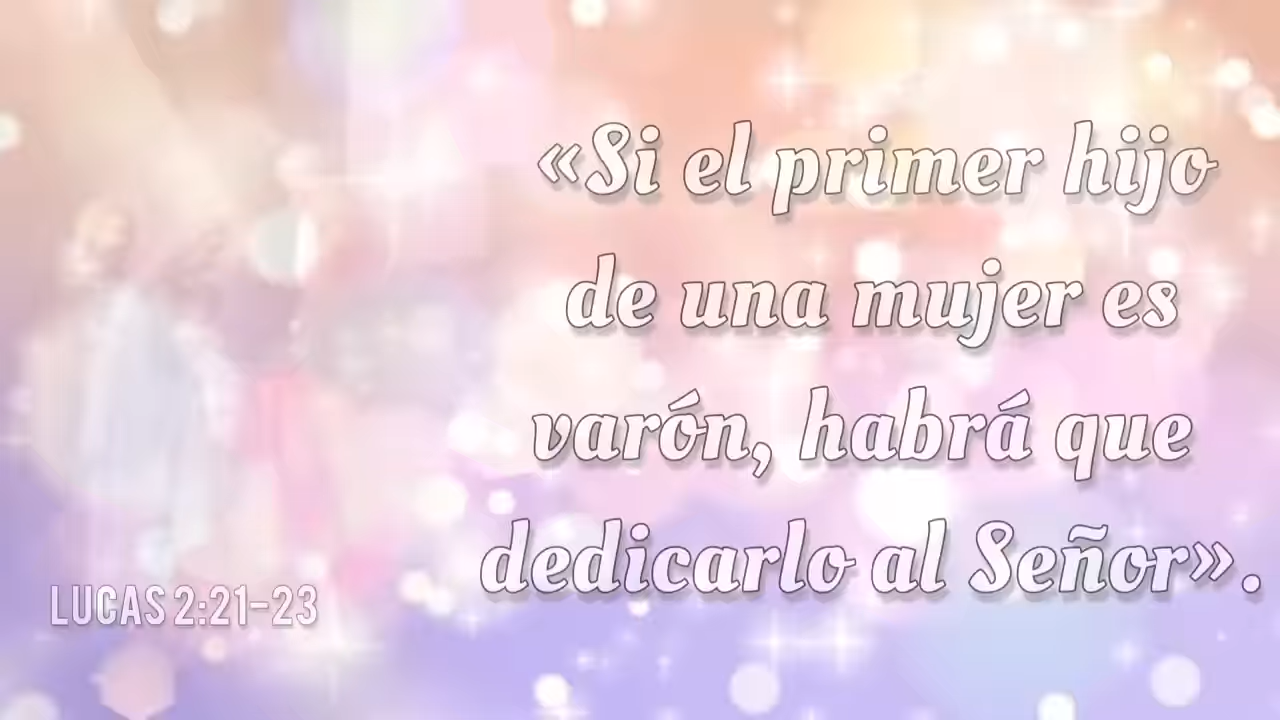 «Si el primer hijo
de una mujer es
varón, habrá que
dedicarlo al Señor».
LUCAS 2:21-23